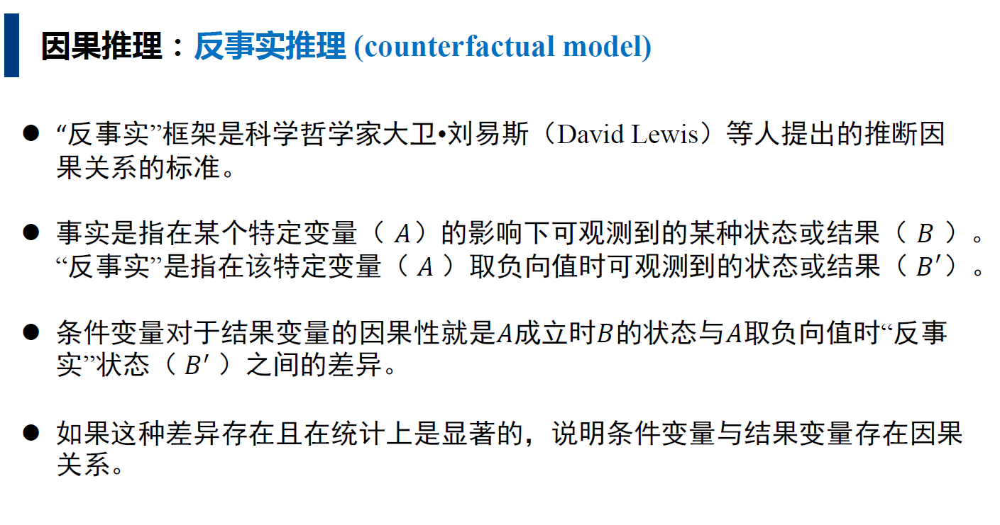 因果推理：反事实推理 (counterfactual model)
● “反事实”框架是科学哲学家大卫•刘易斯（David Lewis）等人提出的推断因
果关系的标准。
● 事实是指在某个特定变量（ A）的影响下可观测到的某种状态或结果（ B ）。
“反事实”是指在该特定变量（ A ）取负向值时可观测到的状态或结果（ B′）。
● 条件变量对于结果变量的因果性就是A成立时B的状态与A取负向值时“反事
实”状态（ B′ ）之间的差异。
● 如果这种差异存在且在统计上是显著的，说明条件变量与结果变量存在因果
关系。